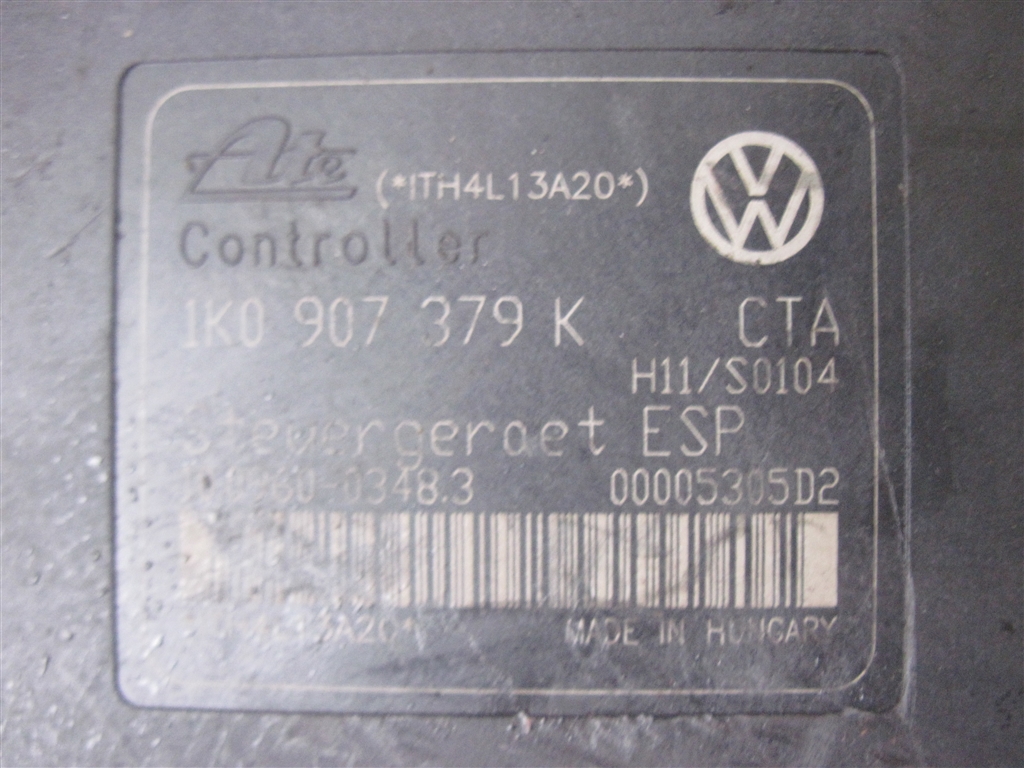 Ate (*ITH4L13A20*)
Controller
1K0 907 379 K CTA
H11/S0104
Steuergeraet ESP
00005305D2
MADE IN HUNGARY